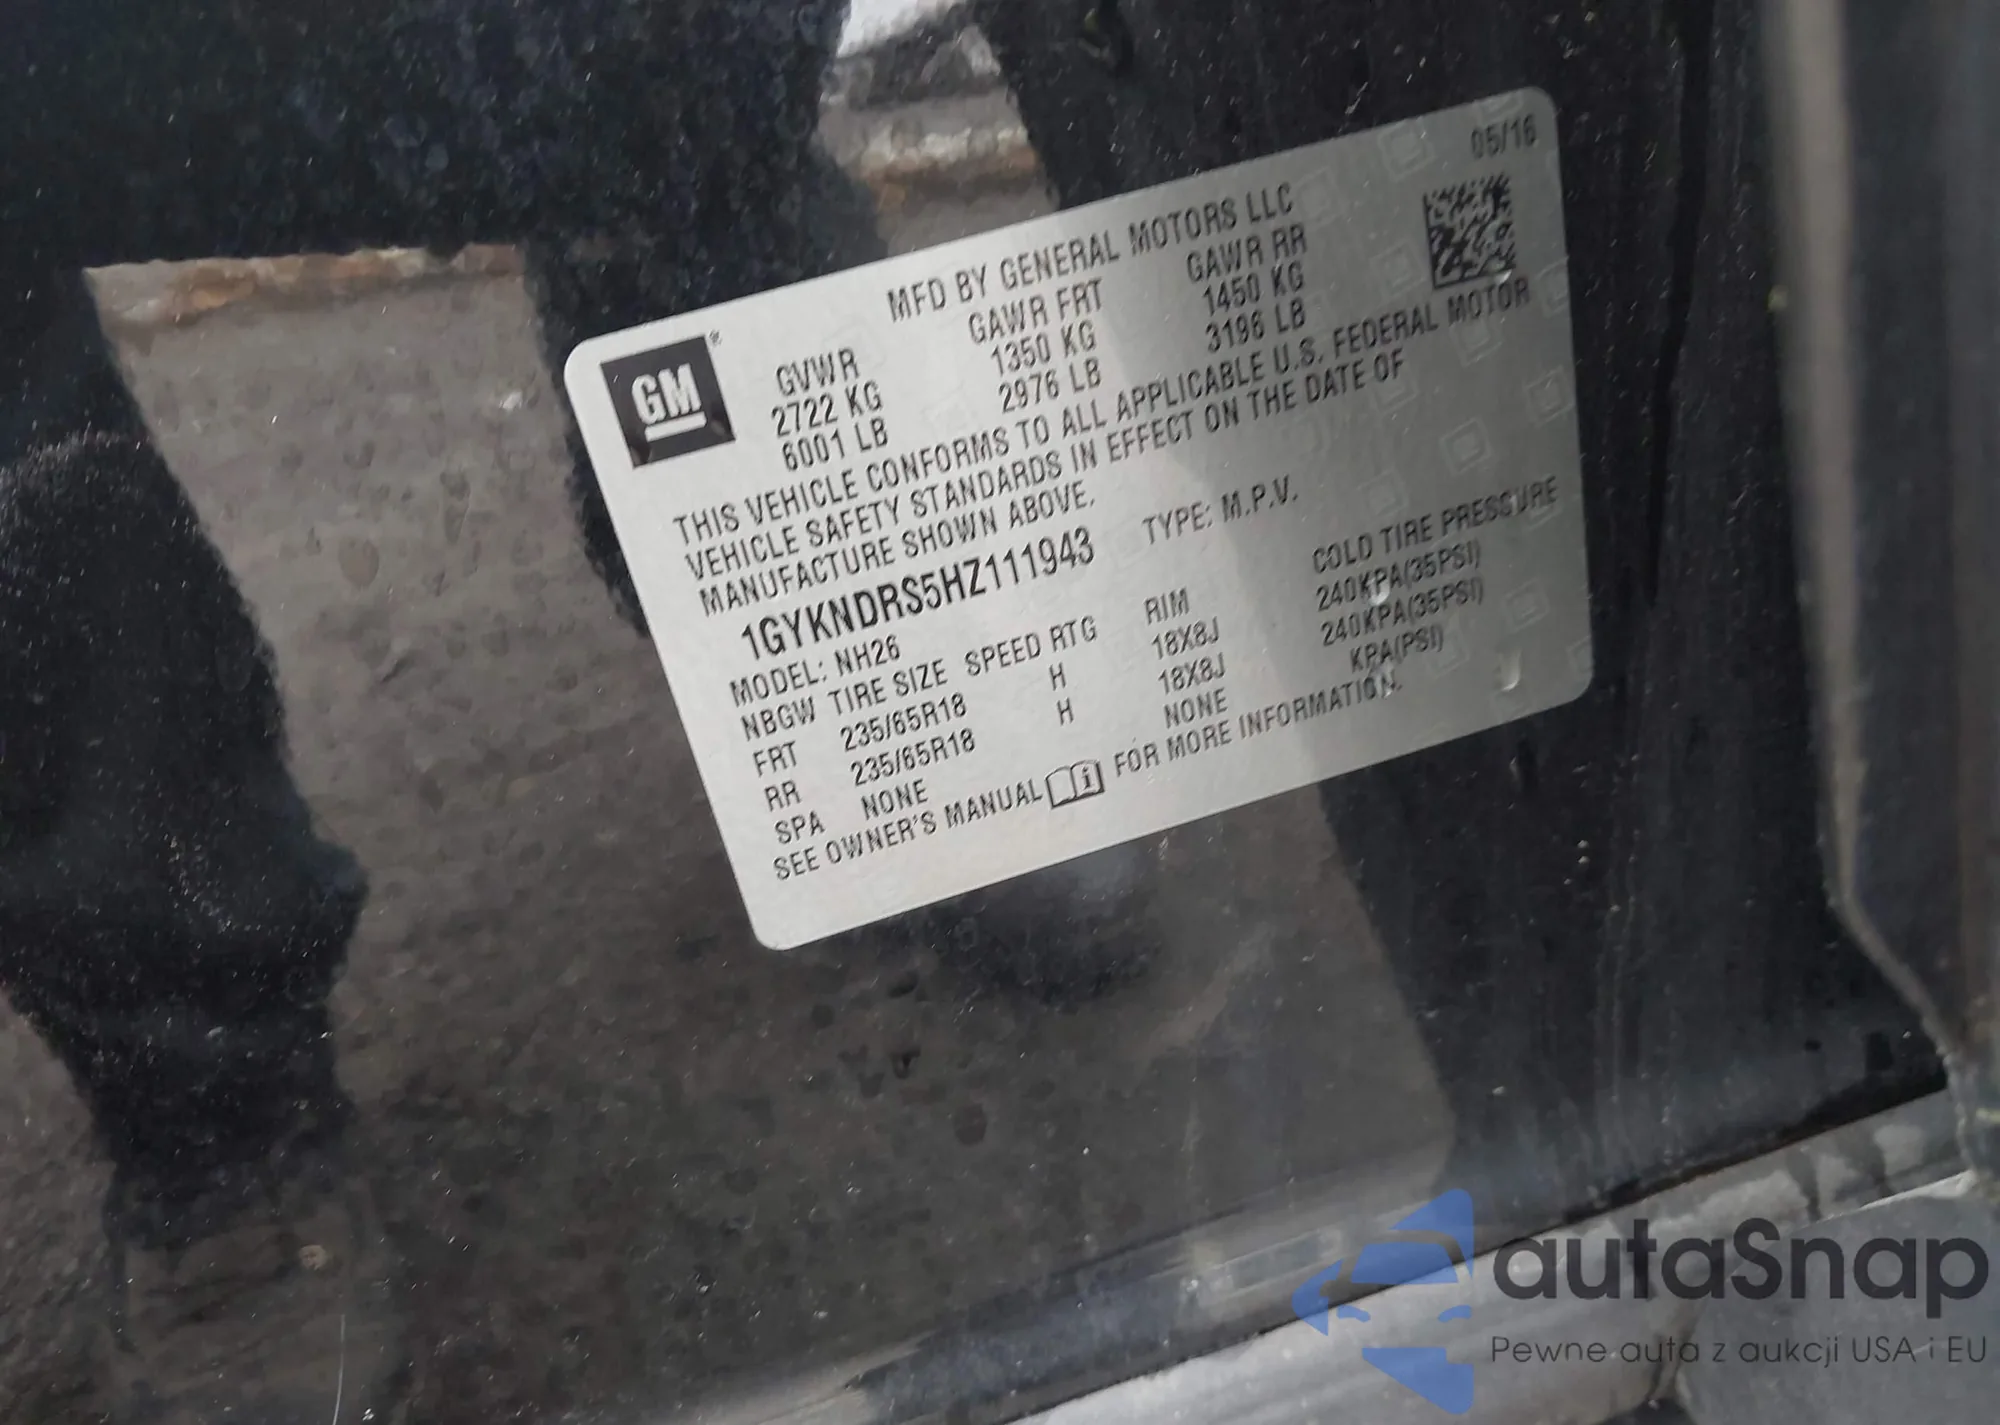 05/16
MFD BY GENERAL MOTORS LLC
GM®
GVWR GAWR FRT GAWR RR
2722 KG 1350 KG 1450 KG
6001 LB 2976 LB 3196 LB
THIS VEHICLE CONFORMS TO ALL APPLICABLE U.S. FEDERAL MOTOR
VEHICLE SAFETY STANDARDS IN EFFECT ON THE DATE OF
MANUFACTURE SHOWN ABOVE.
1GYKNDRS5HZ111943 TYPE: M.P.V.
MODEL: NH26
NBGW TIRE SIZE SPEED RTG RIM COLD TIRE PRESSURE
FRT 235/65R18 H 18X8J 240KPA(35PSI)
RR 235/65R18 H 18X8J 240KPA(35PSI)
SPA NONE NONE KPA(PSI)
SEE OWNER'S MANUAL FOR MORE INFORMATION.
autaSnap
Pewne auta z aukcji USA i EU